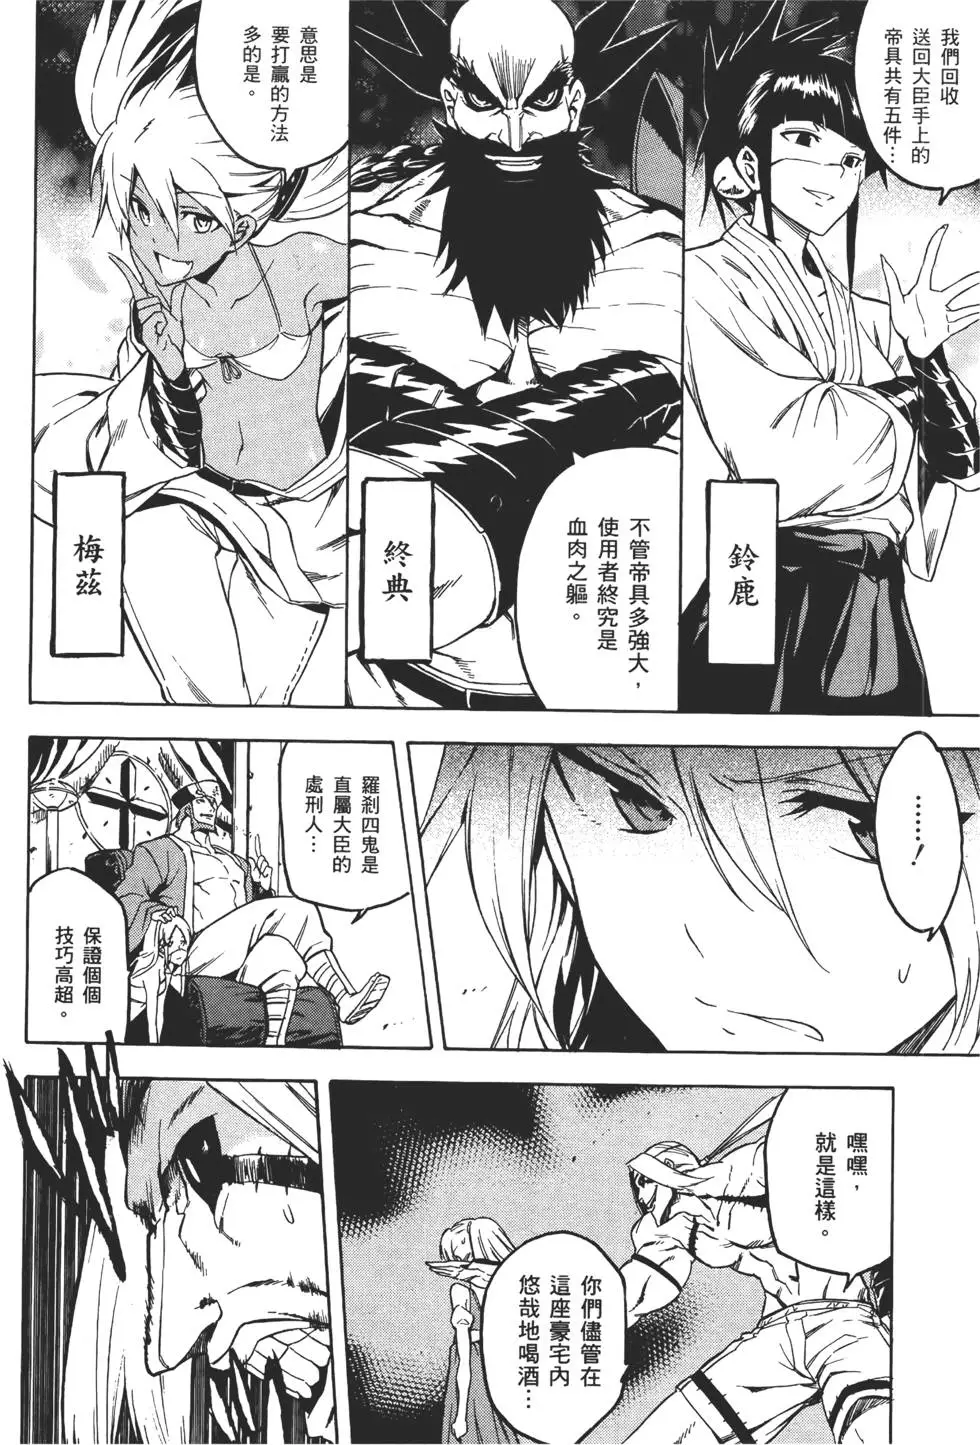 我們回收
送回大臣手上的
帝具共有五件…
鈴鹿
不管帝具多強大，
使用者終究是
血肉之軀。
終典
意思是
要打贏的方法
多的是。
梅茲
……！
羅剎四鬼是
直屬大臣的
處刑人…
保證個個
技巧高超。
嘿嘿，
就是這樣。
你們儘管在
這座豪宅內
悠哉地喝酒…